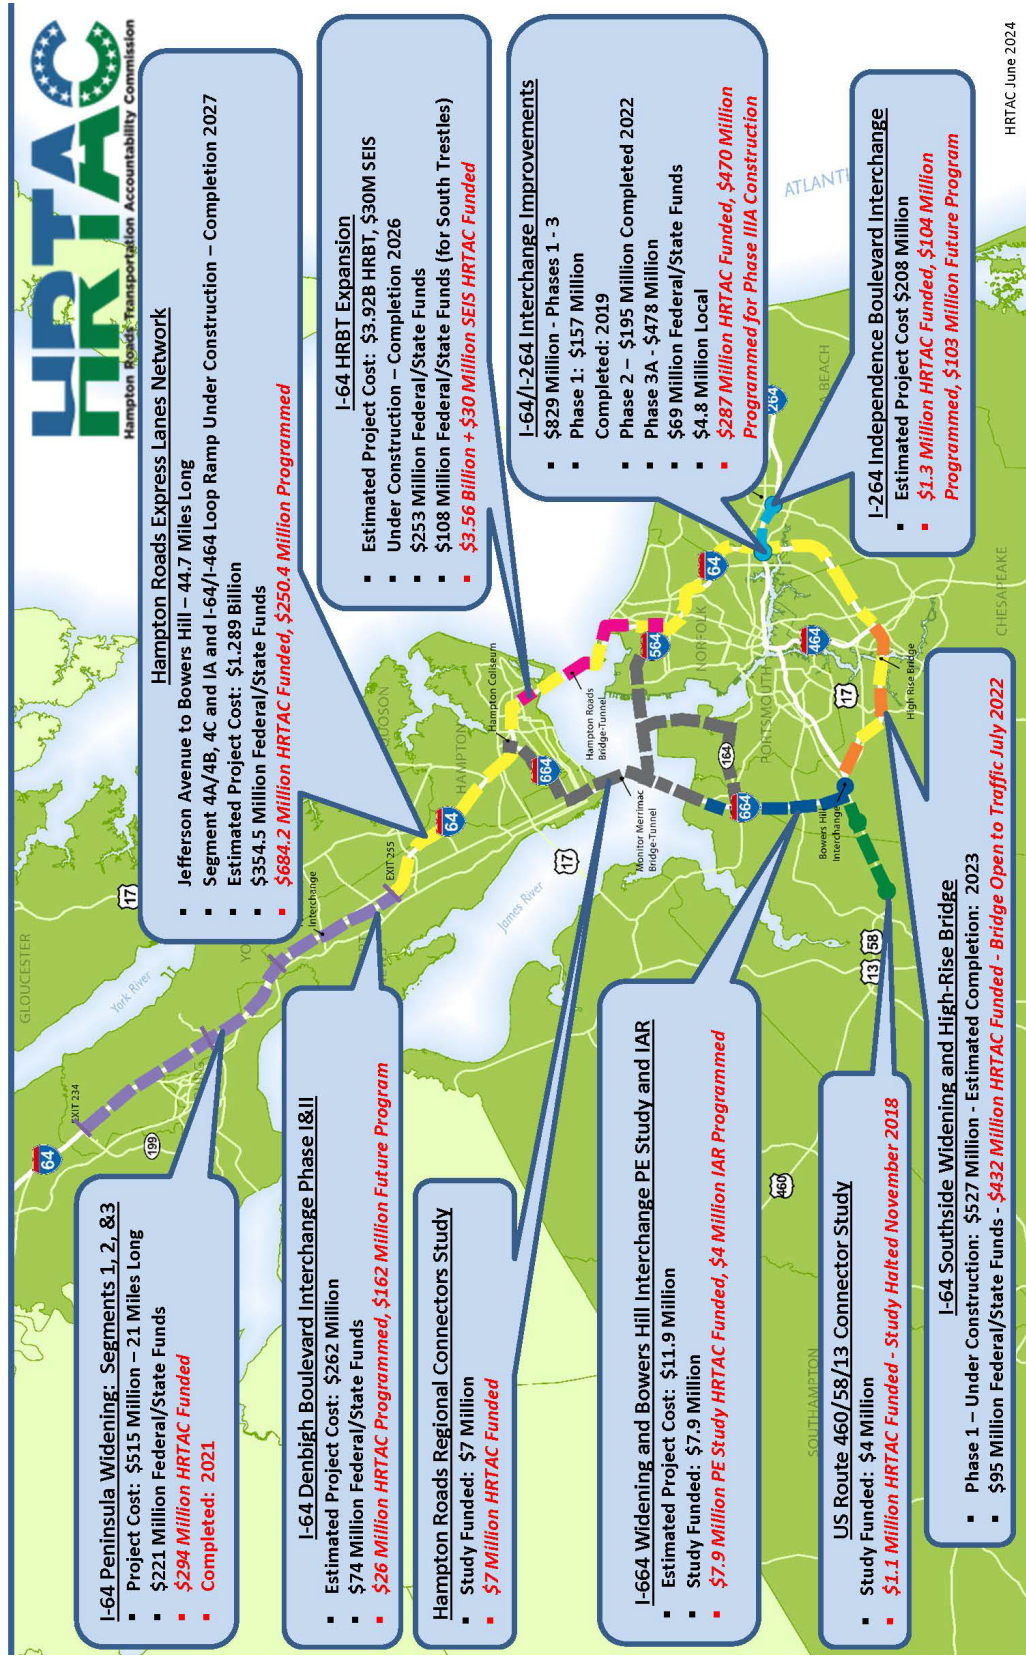 HRTAC
HRTAC
Hampton Roads Transportation Accountability Commission
I-64 Peninsula Widening: Segments 1, 2, &3
▪ Project Cost: $515 Million – 21 Miles Long
▪ $221 Million Federal/State Funds
▪ $294 Million HRTAC Funded
▪ Completed: 2021
Hampton Roads Express Lanes Network
▪ Jefferson Avenue to Bowers Hill – 44.7 Miles Long
▪ Segment 4A/4B, 4C and IA and I-64/I-464 Loop Ramp Under Construction – Completion 2027
▪ Estimated Project Cost: $1.289 Billion
▪ $354.5 Million Federal/State Funds
▪ $684.2 Million HRTAC Funded, $250.4 Million Programmed
I-64 Denbigh Boulevard Interchange Phase I&II
▪ Estimated Project Cost: $262 Million
▪ $74 Million Federal/State Funds
▪ $26 Million HRTAC Programmed, $162 Million Future Program
I-64 HRBT Expansion
▪ Estimated Project Cost: $3.92B HRBT, $30M SEIS
▪ Under Construction – Completion 2026
▪ $253 Million Federal/State Funds
▪ $108 Million Federal/State Funds (for South Trestles)
▪ $3.56 Billion + $30 Million SEIS HRTAC Funded
Hampton Roads Regional Connectors Study
▪ Study Funded: $7 Million
▪ $7 Million HRTAC Funded
I-64/I-264 Interchange Improvements
▪ $829 Million - Phases 1 - 3
▪ Phase 1: $157 Million
Completed: 2019
▪ Phase 2 – $195 Million Completed 2022
▪ Phase 3A - $478 Million
▪ $69 Million Federal/State Funds
▪ $4.8 Million Local
▪ $287 Million HRTAC Funded, $470 Million
Programmed for Phase IIIA Construction
I-664 Widening and Bowers Hill Interchange PE Study and IAR
▪ Estimated Project Cost: $11.9 Million
▪ Study Funded: $7.9 Million
▪ $7.9 Million PE Study HRTAC Funded, $4 Million IAR Programmed
US Route 460/58/13 Connector Study
▪ Study Funded: $4 Million
▪ $1.1 Million HRTAC Funded - Study Halted November 2018
I-264 Independence Boulevard Interchange
▪ Estimated Project Cost $208 Million
▪ $1.3 Million HRTAC Funded, $104 Million
Programmed, $103 Million Future Program
I-64 Southside Widening and High-Rise Bridge
▪ Phase 1 – Under Construction: $527 Million - Estimated Completion: 2023
▪ $95 Million Federal/State Funds - $432 Million HRTAC Funded - Bridge Open to Traffic July 2022
GLOUCESTER
17
York River
64
EXIT 234
199
YO
Interchange
EXIT 255
64
QUOSON
HAMPTON
Hampton Coliseum
664
James River
17
Hampton Roads
Bridge-Tunnel
Monitor Merrimac
Bridge-Tunnel
564
64
NORFOLK
164
664
PORTSMOUTH
264
A BEACH
ATLANTI
464
17
Bowers Hill
Interchange
High Rise Bridge
13
58
460
SOUTHAMPTON
CHESAPEAKE
HRTAC June 2024